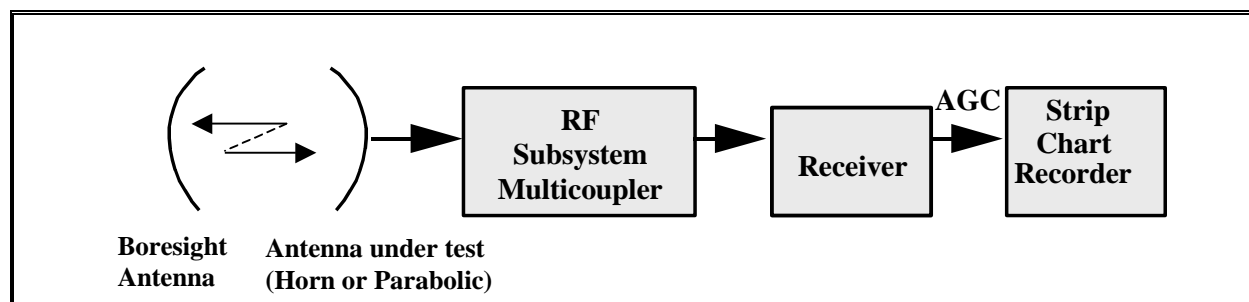 RF
Subsystem
Multicoupler
Receiver
AGC
Strip
Chart
Recorder
Boresight
Antenna
Antenna under test
(Horn or Parabolic)